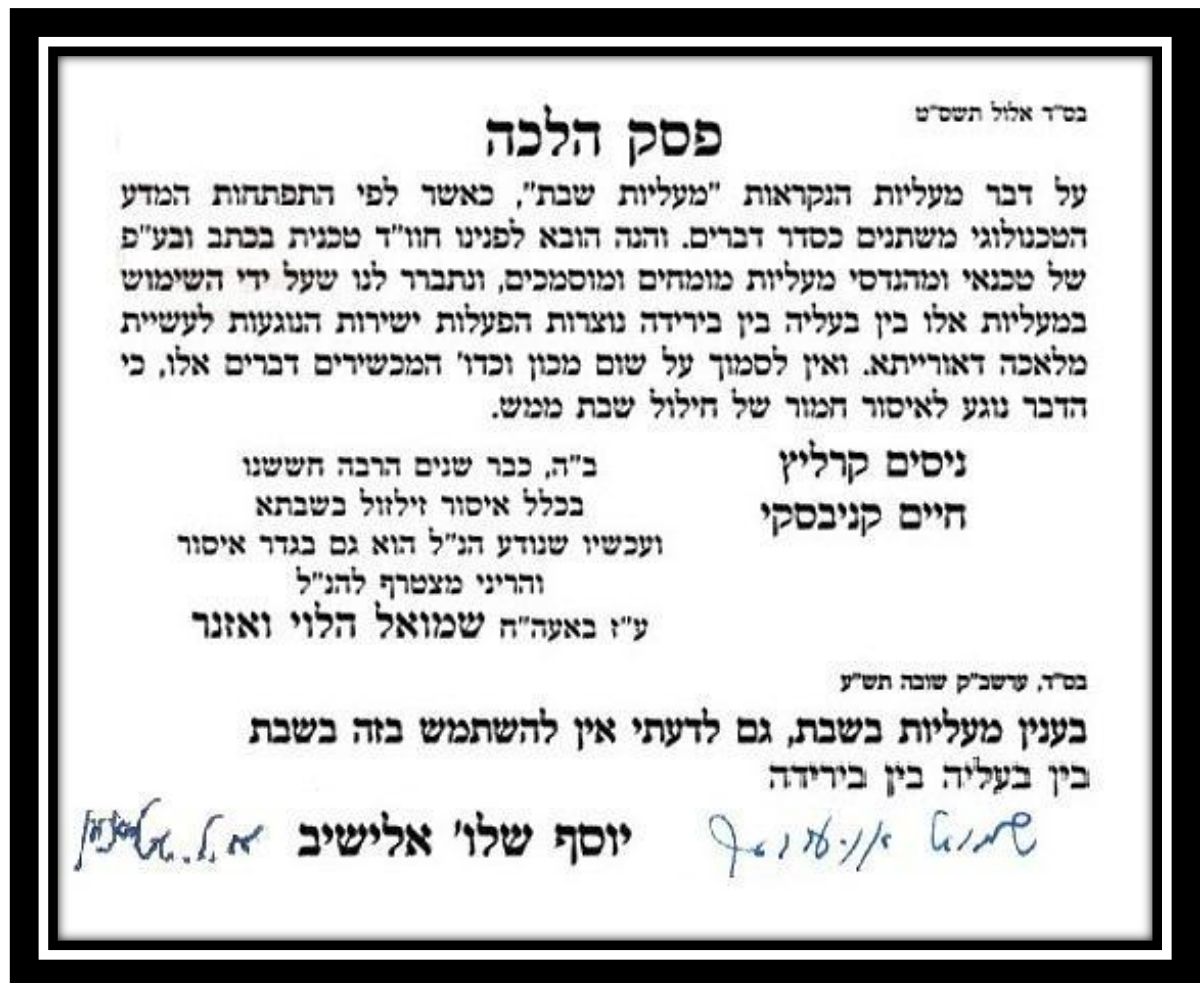 בס"ד אלול תשס"ט
פסק הלכה
על דבר מעליות הנקראות "מעליות שבת", כאשר לפי התפתחות המדע
הטכנולוגי משתנים כסדר דברים. והנה הובא לפנינו חוו"ד טכנית בכתב ובע"פ
של טכנאי ומהנדסי מעליות מומחים ומוסמכים, ונתברר לנו שעל ידי השימוש
במעליות אלו בין בעליה בין בירידה נוצרות הפעלות ישירות הנוגעות לעשיית
מלאכה דאורייתא. ואין לסמוך על שום מכון וכדו' המכשירים דברים אלו, כי
הדבר נוגע לאיסור חמור של חילול שבת ממש.
ניסים קרליץ
חיים קניבסקי
ב"ה, כבר שנים הרבה חששנו
בכלל איסור זילזול בשבתא
ועכשיו שנודע הנ"ל הוא גם בגדר איסור
והריני מצטרף להנ"ל
ע"ז באעה"ח שמואל הלוי ואזנר
בס"ד, ערשב"ק שובה תש"ע
בענין מעליות בשבת, גם לדעתי אין להשתמש בזה בשבת
בין בעליה בין בירידה
יוסף שלו' אלישיב